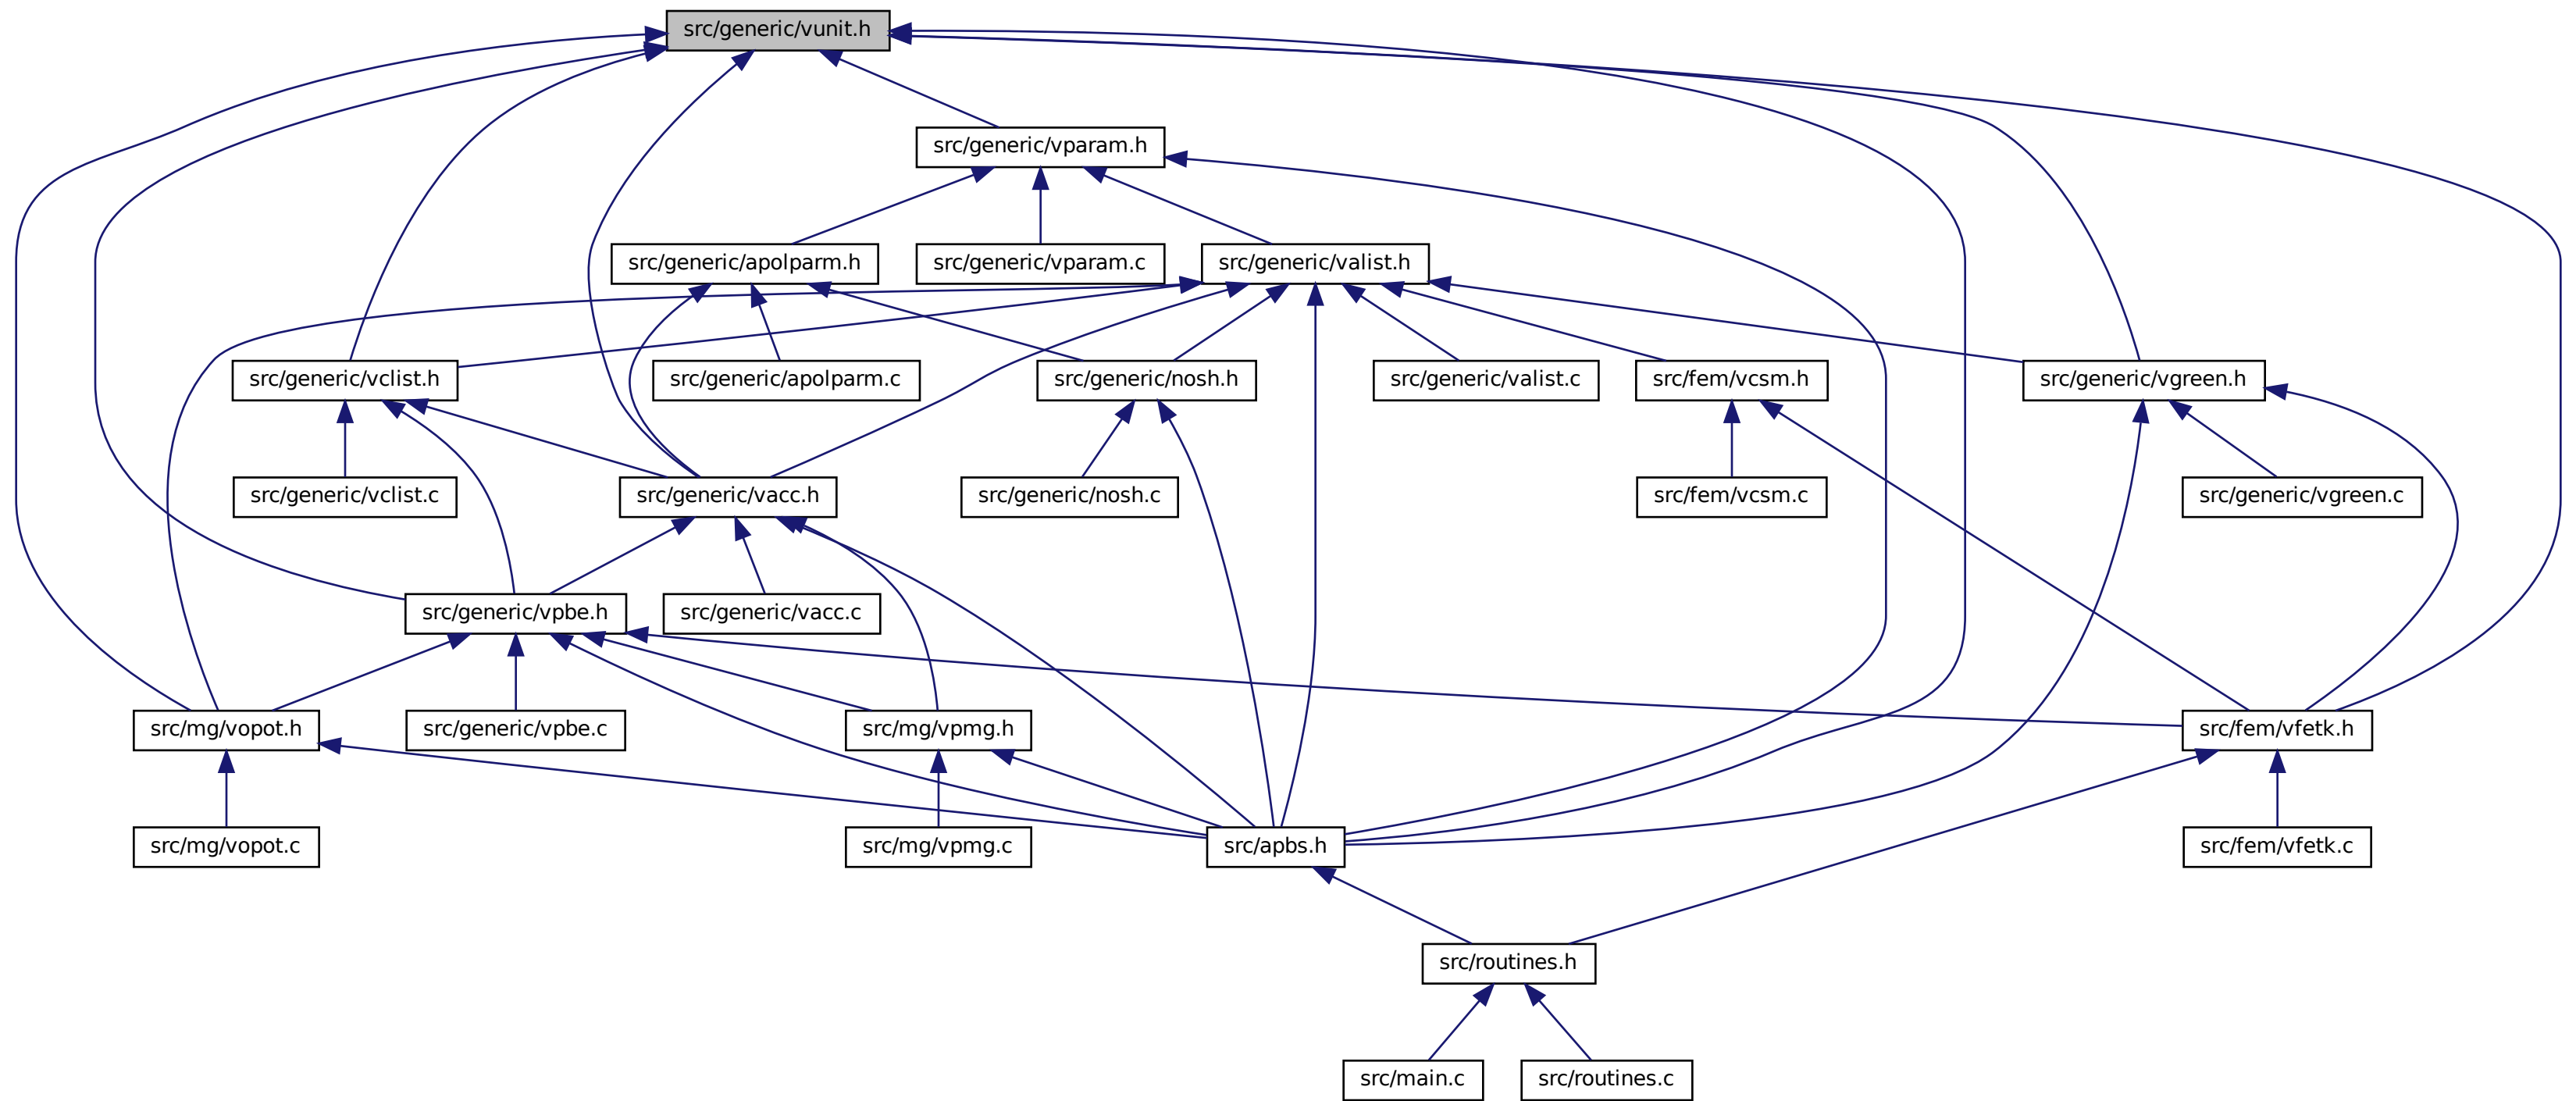 src/generic/vunit.h
src/generic/vparam.h
src/generic/apolparm.h
src/generic/vparam.c
src/generic/valist.h
src/generic/vclist.h
src/generic/apolparm.c
src/generic/nosh.h
src/generic/valist.c
src/fem/vcsm.h
src/generic/vgreen.h
src/generic/vclist.c
src/generic/vacc.h
src/generic/nosh.c
src/fem/vcsm.c
src/generic/vgreen.c
src/generic/vpbe.h
src/generic/vacc.c
src/mg/vopot.h
src/generic/vpbe.c
src/mg/vpmg.h
src/fem/vfetk.h
src/mg/vopot.c
src/mg/vpmg.c
src/apbs.h
src/fem/vfetk.c
src/routines.h
src/main.c
src/routines.c